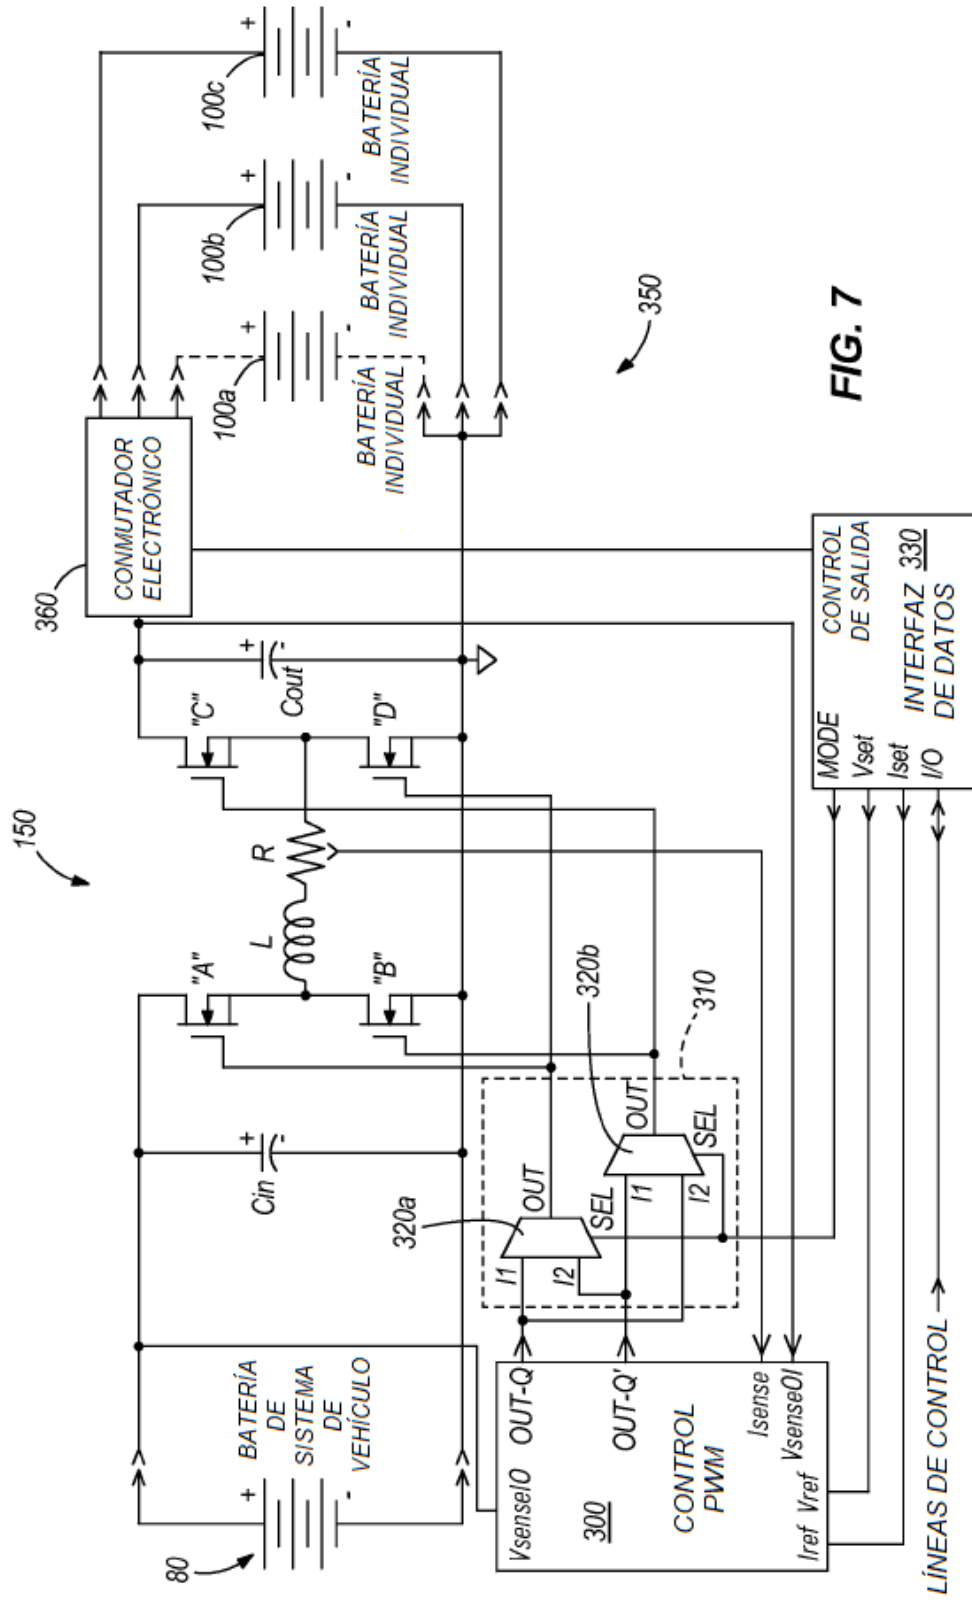 150
360
CONMUTADOR
ELECTRÓNICO
80
+
-
BATERÍA
DE
SISTEMA
DE
VEHÍCULO
Cin
+
-
"A"
"B"
L
R
"C"
"D"
+
-
Cout
100a
+
-
BATERÍA
INDIVIDUAL
100b
+
-
BATERÍA
INDIVIDUAL
100c
+
-
BATERÍA
INDIVIDUAL
350
320a
I1
I2
OUT
SEL
320b
I1
I2
OUT
SEL
310
VsenseIO
OUT-Q
OUT-Q'
300
CONTROL
PWM
Isense
VsenseOI
Iref
Vref
MODE
Vset
Iset
I/O
CONTROL
DE SALIDA
INTERFAZ 330
DE DATOS
LÍNEAS DE CONTROL
FIG. 7